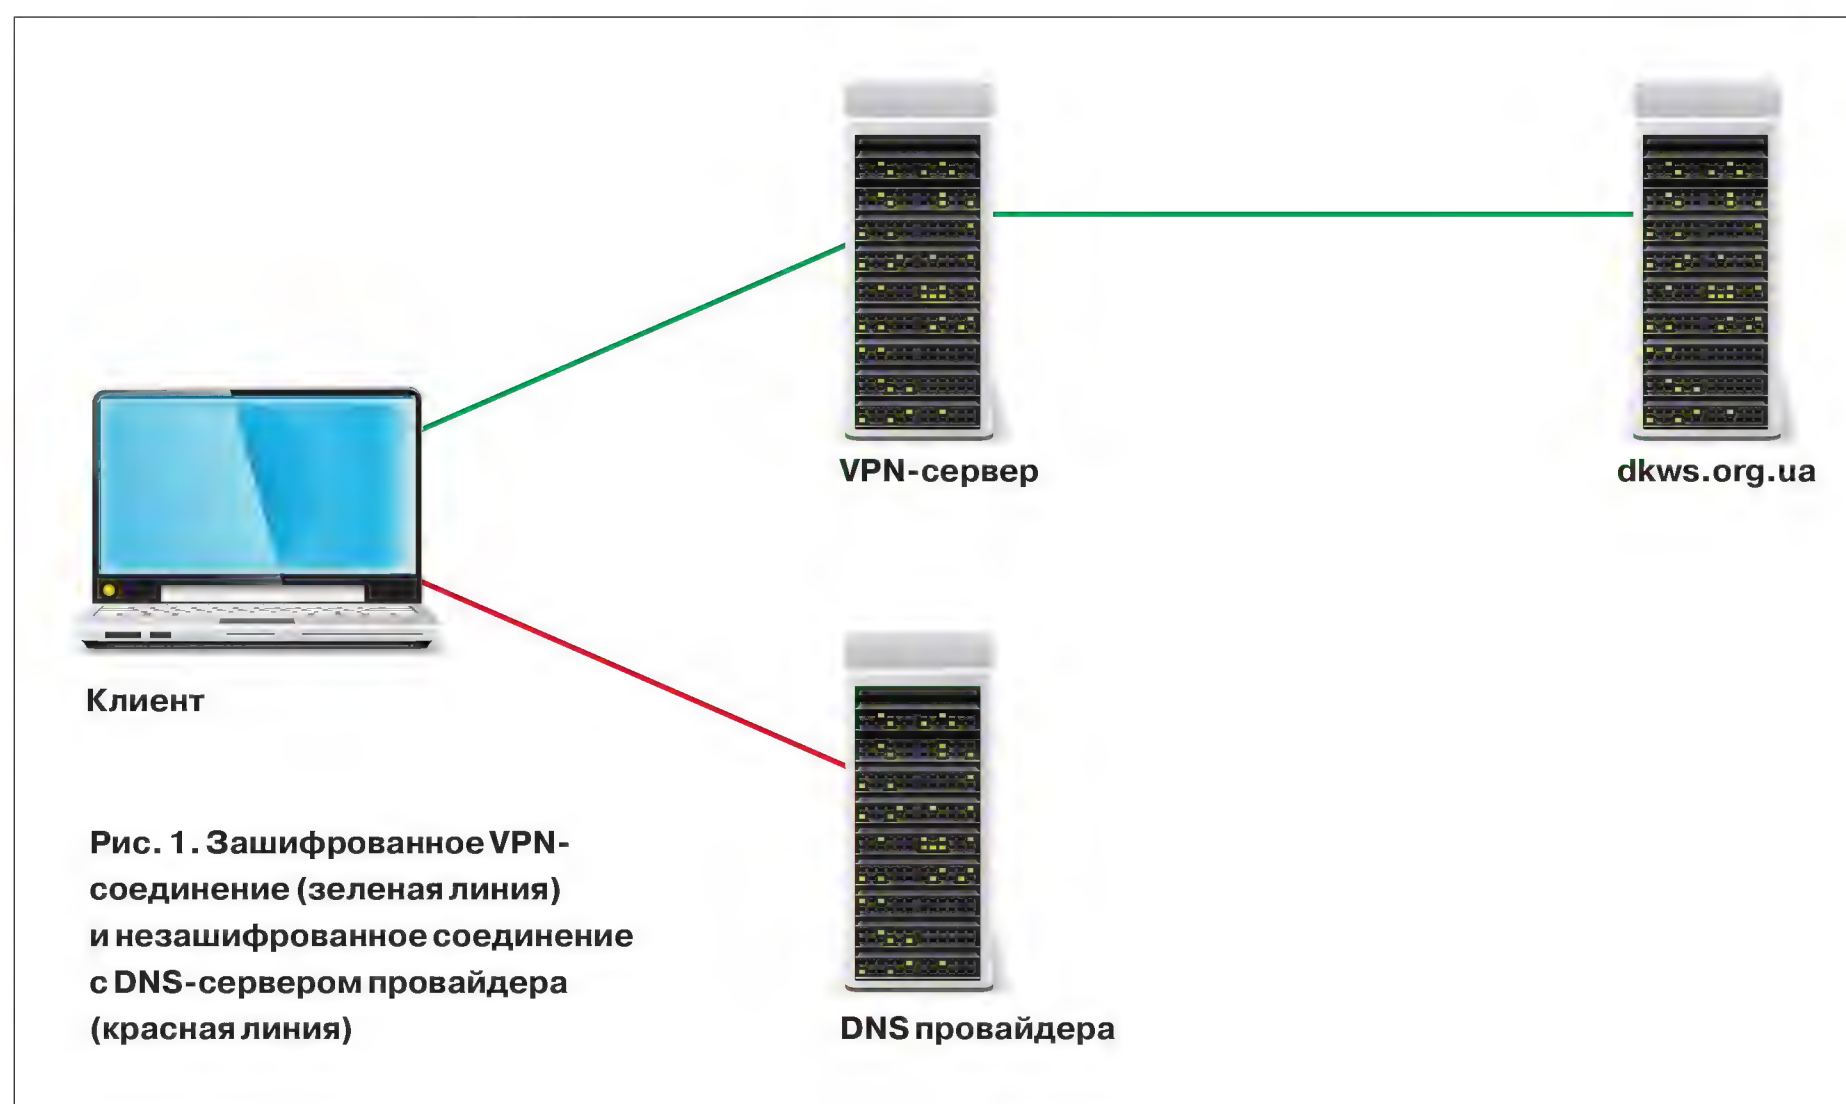 VPN-сервер
dkws.org.ua
Клиент
Рис. 1. Зашифрованное VPN-
соединение (зеленая линия)
и незашифрованное соединение
с DNS-сервером провайдера
(красная линия)
DNS провайдера